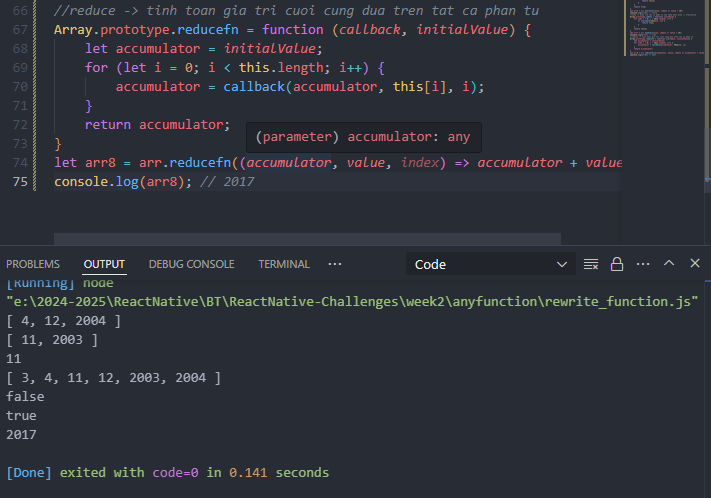 66 //reduce -> tinh toan gia tri cuoi cung dua tren tat ca phan tu
67 Array.prototype.reducefn = function (callback, initialValue) {
68 let accumulator = initialValue;
69 for (let i = 0; i < this.length; i++) {
70 accumulator = callback(accumulator, this[i], i);
71 }
72 return accumulator;
(parameter) accumulator: any
73 }
74 let arr8 = arr.reducefn((accumulator, value, index) => accumulator + value
75 console.log(arr8); // 2017
PROBLEMS OUTPUT DEBUG CONSOLE TERMINAL ··· Code
[Running] node
"e:\2024-2025\ReactNative\BT\ReactNative-Challenges\week2\anyfunction\rewrite_function.js"
[ 4, 12, 2004 ]
[ 11, 2003 ]
11
[ 3, 4, 11, 12, 2003, 2004 ]
false
true
2017
[Done] exited with code=0 in 0.141 seconds